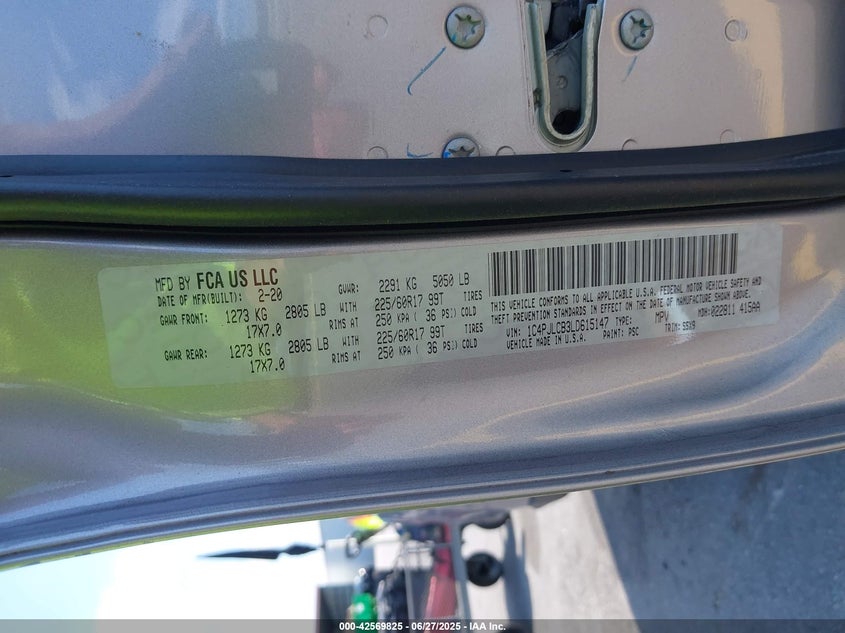 MFD BY FCA US LLC
DATE OF MFR(BUILT): 2-20 GVWR: 2291 KG 5050 LB
GAWR FRONT: 1273 KG 2805 LB WITH 225/60R17 99T TIRES
17X7.0 RIMS AT 250 KPA ( 36 PSI) COLD
GAWR REAR: 1273 KG 2805 LB WITH 225/60R17 99T TIRES
17X7.0 RIMS AT 250 KPA ( 36 PSI) COLD
THIS VEHICLE CONFORMS TO ALL APPLICABLE U.S.A. FEDERAL MOTOR VEHICLE SAFETY AND
THEFT PREVENTION STANDARDS IN EFFECT ON THE DATE OF MANUFACTURE SHOWN ABOVE.
VIN: 1C4PJLCB3LD615147 TYPE: MPV MDH:022811 415AA
VEHICLE MADE IN U.S.A. PAINT: PSC TRIM: S5X9
000-42569825 - 06/27/2025 - IAA Inc.